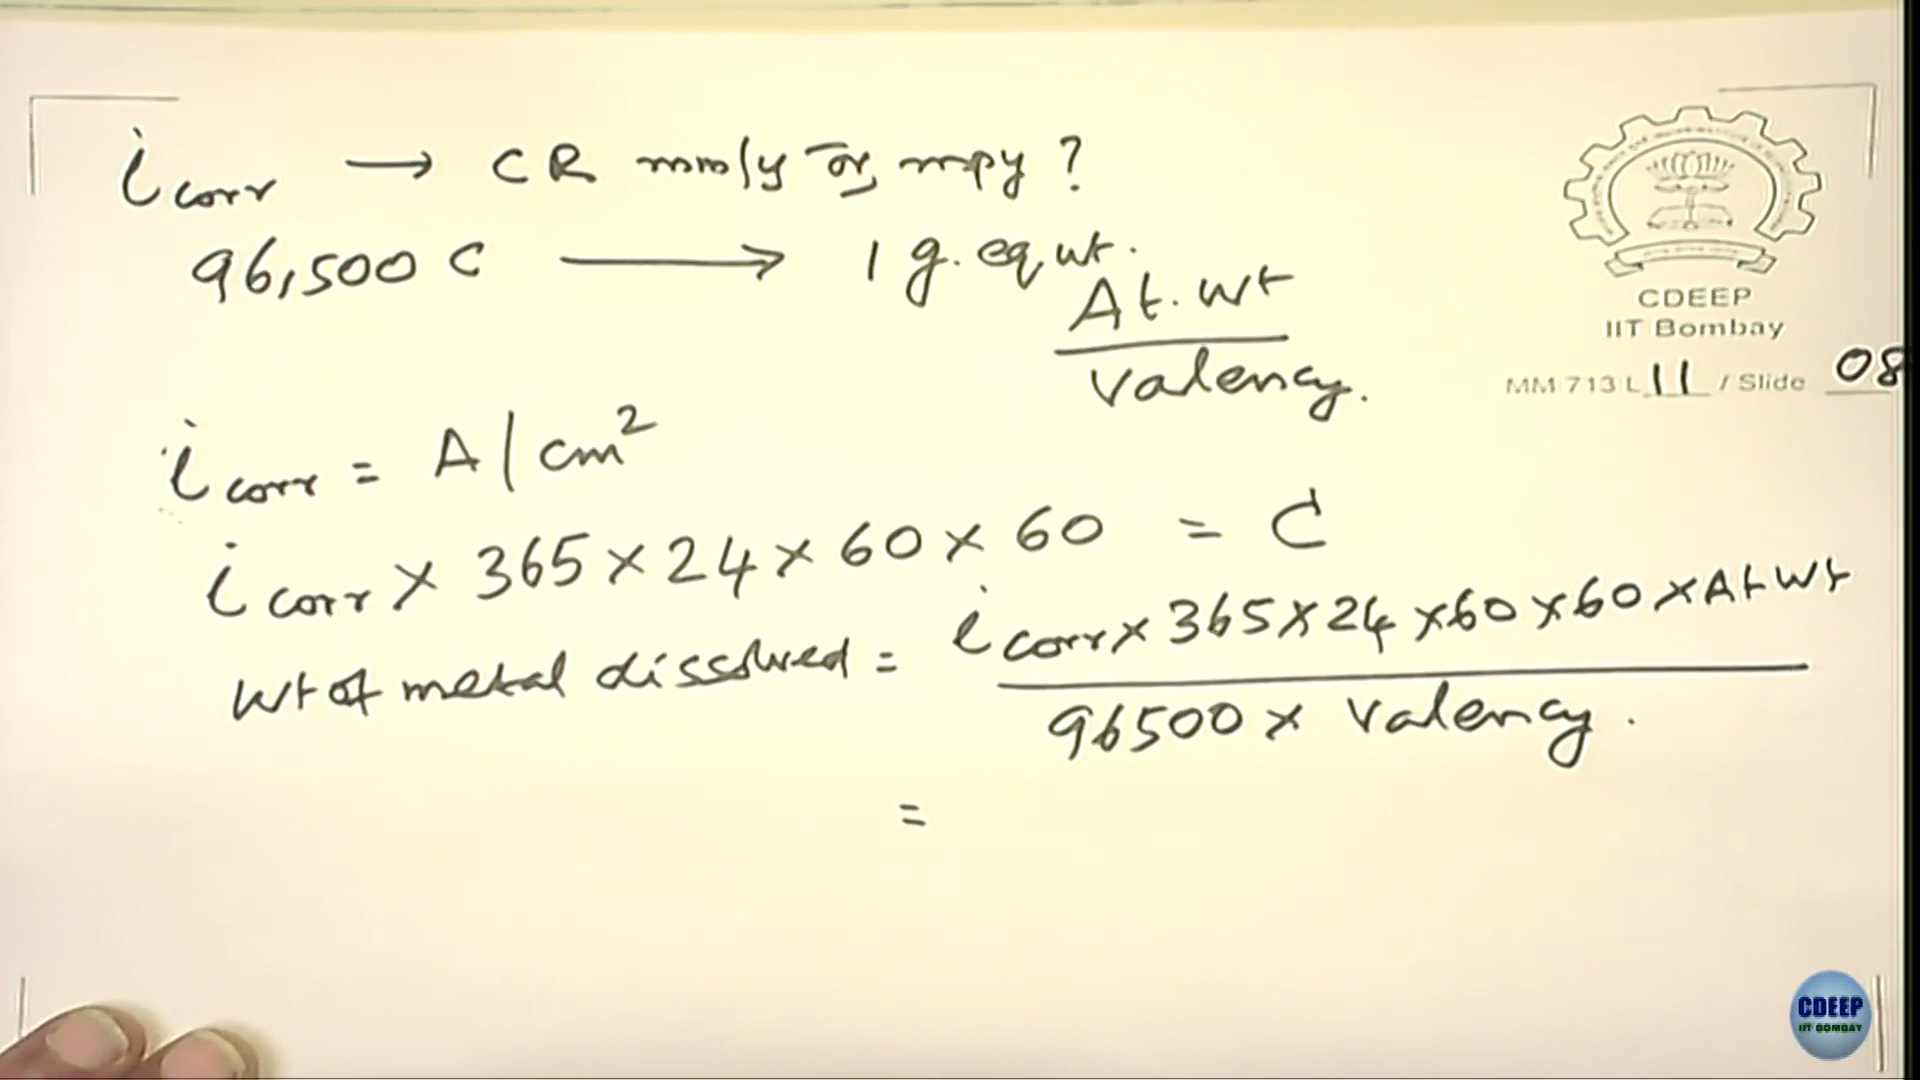 i corr → CR mm/y or mpy ?
96,500 C → 1 g. eq wt.
At. wt
valency.
i corr = A/cm²
i corr x 365 x 24 x 60 x 60 = C
wt of metal dissolved = i corr x 365 x 24 x 60 x 60 x At wt
96500 x valency.
=
CDEEP
IIT Bombay
MM 713 L 11 / Slide 08
CDEEP
IIT BOMBAY